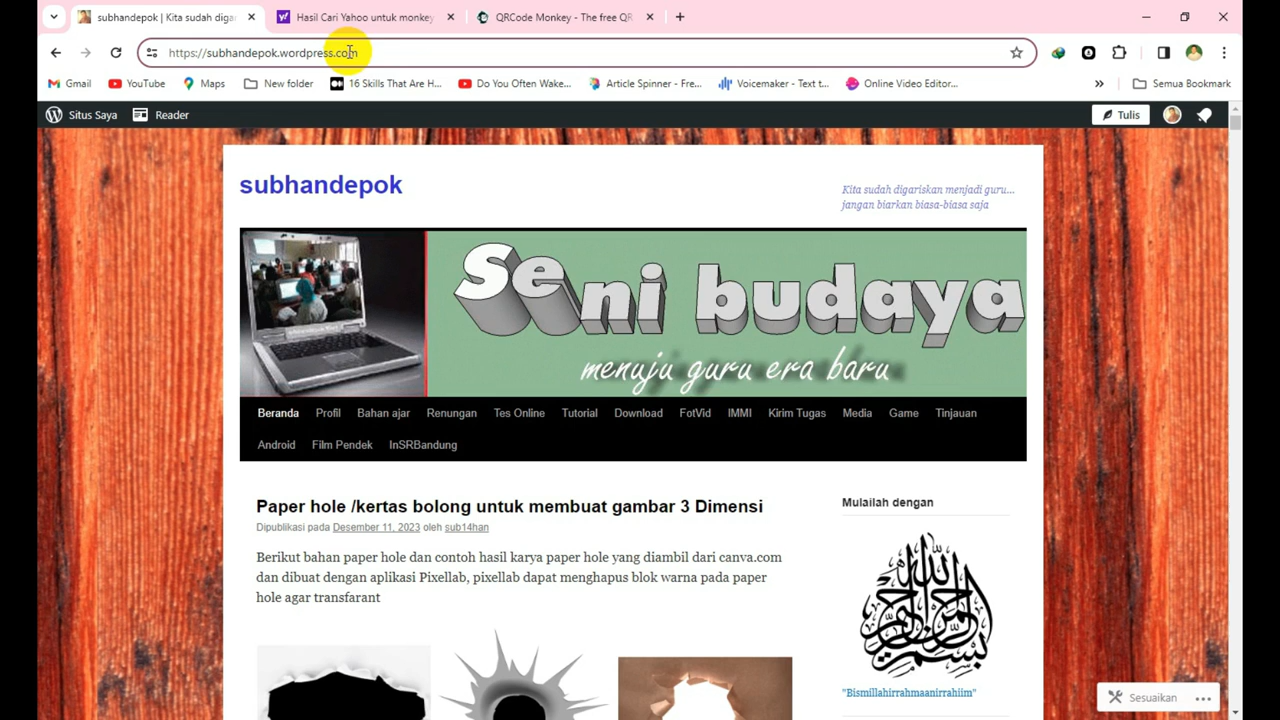 subhandepok | Kita sudah digar
Hasil Cari Yahoo untuk monkey
QRCode Monkey - The free QR
https://subhandepok.wordpress.com
Gmail YouTube Maps New folder 16 Skills That Are H... Do You Often Wake... Article Spinner - Fre... Voicemaker - Text t... Online Video Editor... » Semua Bookmark
Situs Saya Reader Tulis
subhandepok
Kita sudah digariskan menjadi guru...
jangan biarkan biasa-biasa saja
Seni budaya
menuju guru era baru
Beranda Profil Bahan ajar Renungan Tes Online Tutorial Download FotVid IMMI Kirim Tugas Media Game Tinjauan
Android Film Pendek InSRBandung
Paper hole /kertas bolong untuk membuat gambar 3 Dimensi
Dipublikasi pada Desember 11, 2023 oleh sub14han
Berikut bahan paper hole dan contoh hasil karya paper hole yang diambil dari canva.com
dan dibuat dengan aplikasi Pixellab, pixellab dapat menghapus blok warna pada paper
hole agar transfarant
Mulailah dengan
"Bismillahirrahmaanirrahiim"
Sesuaikan ...